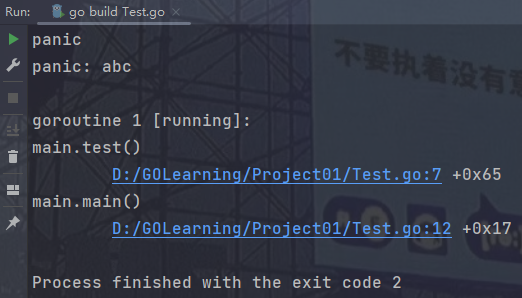 Run: go build Test.go ×
panic
panic: abc
goroutine 1 [running]:
main.test()
D:/GOLearning/Project01/Test.go:7 +0x65
main.main()
D:/GOLearning/Project01/Test.go:12 +0x17
Process finished with the exit code 2
不要执着没有意